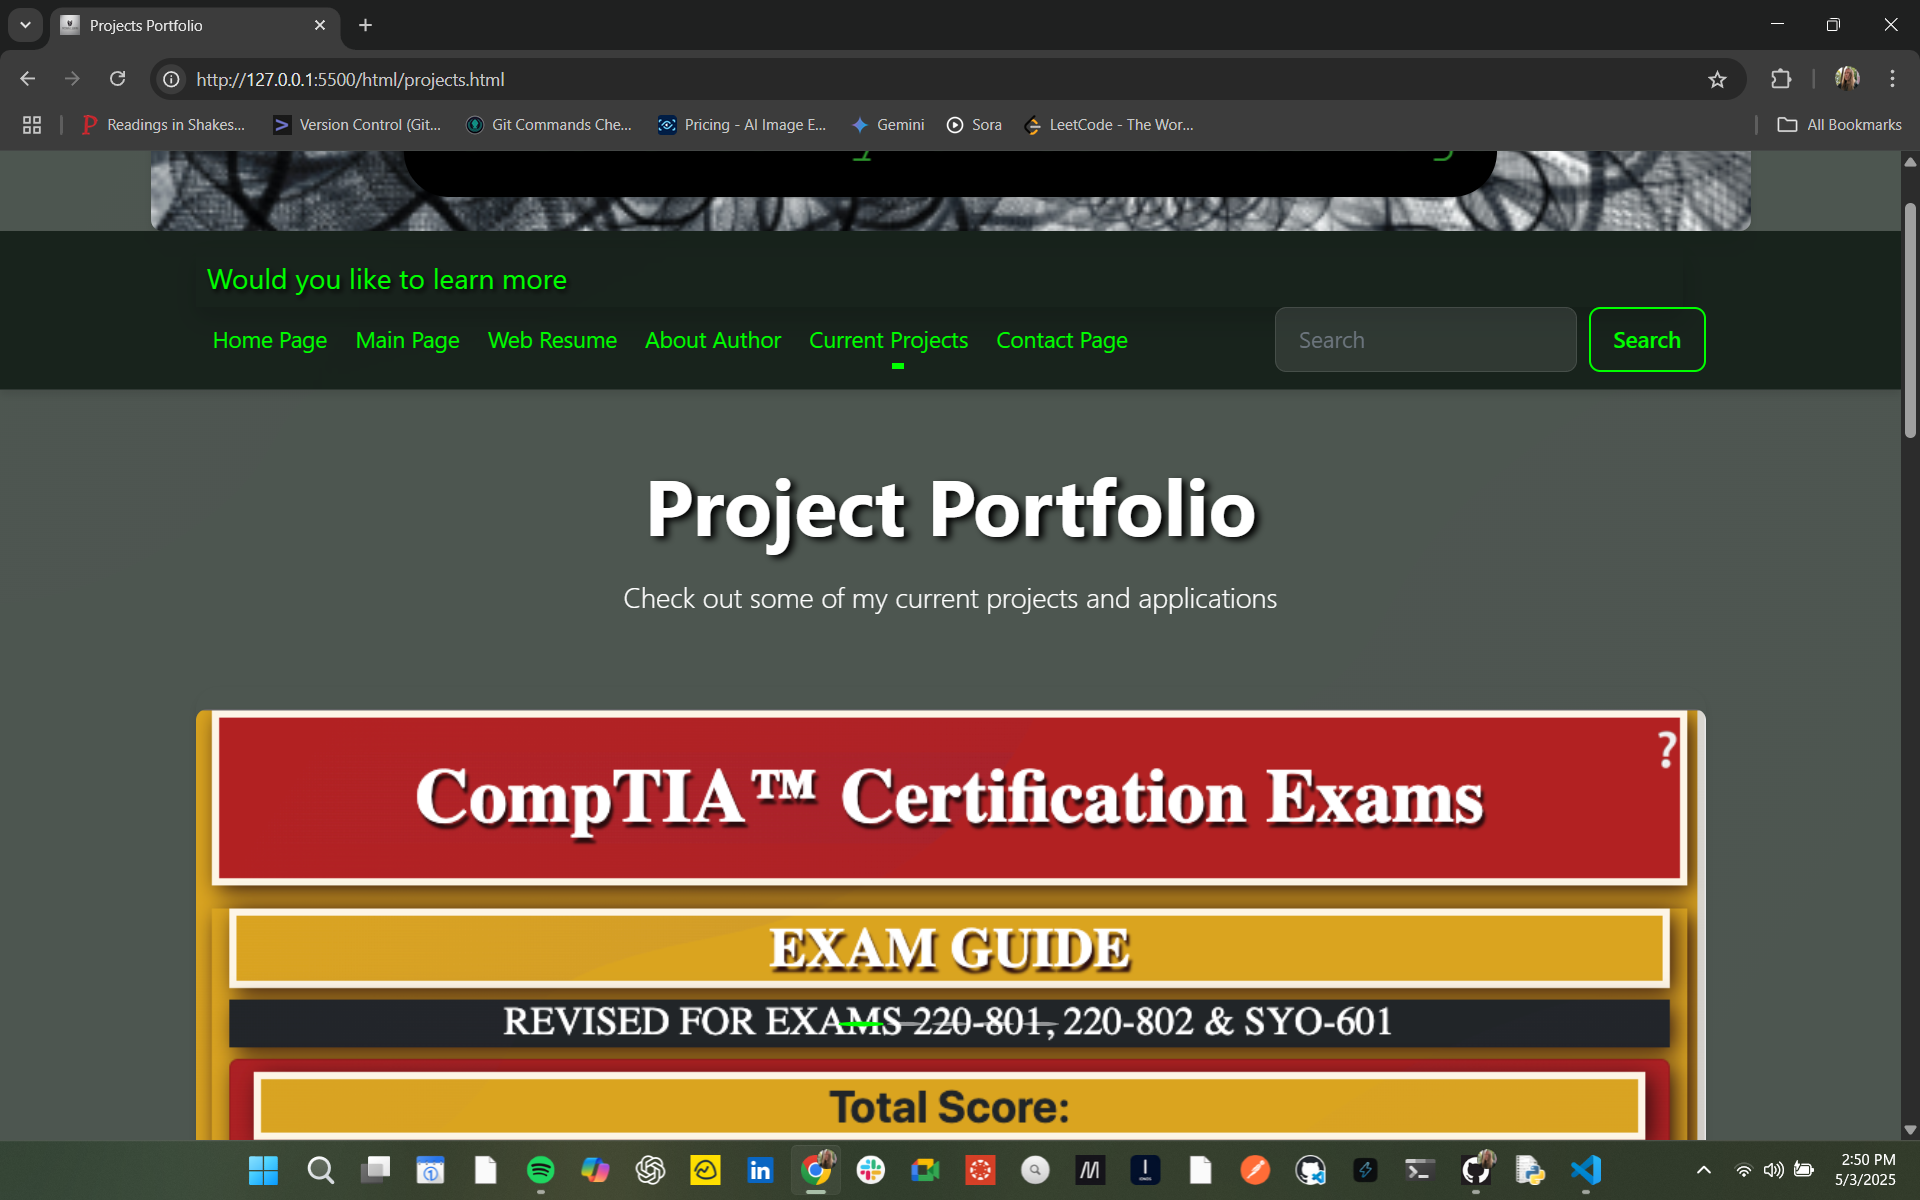 Projects Portfolio
http://127.0.0.1:5500/html/projects.html
Readings in Shakes...
Version Control (Git...
Git Commands Che...
Pricing - AI Image E...
Gemini
Sora
LeetCode - The Wor...
All Bookmarks
Would you like to learn more
Home Page
Main Page
Web Resume
About Author
Current Projects
Contact Page
Search
Search
Project Portfolio
Check out some of my current projects and applications
?
CompTIA™ Certification Exams
EXAM GUIDE
REVISED FOR EXAMS 220-801, 220-802 & SYO-601
Total Score:
2:50 PM
5/3/2025